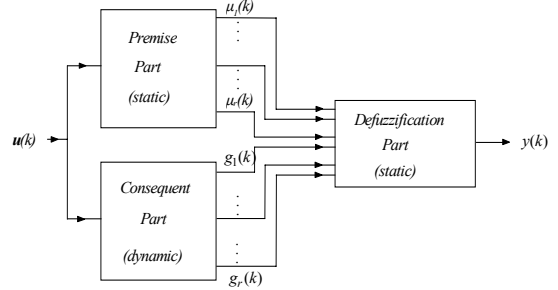 μ₁(k)
Premise
Part
(static)
μᵣ(k)
u(k)
Defuzzification
Part
(static)
y(k)
g₁(k)
Consequent
Part
(dynamic)
gᵣ(k)